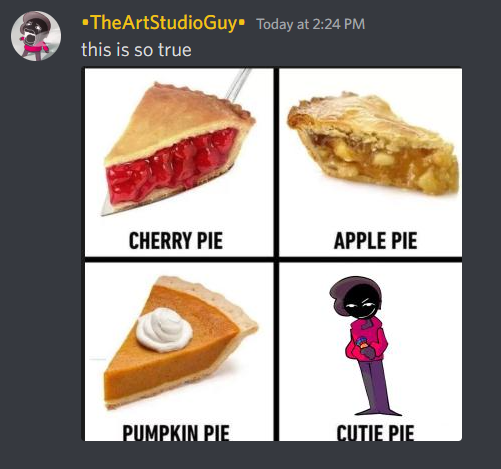 •TheArtStudioGuy• Today at 2:24 PM
this is so true
CHERRY PIE
APPLE PIE
PUMPKIN PIE
CUTIE PIE